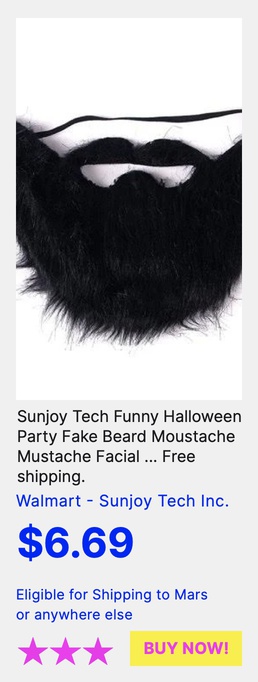 Sunjoy Tech Funny Halloween
Party Fake Beard Moustache
Mustache Facial ... Free
shipping.
Walmart - Sunjoy Tech Inc.
$6.69
Eligible for Shipping to Mars
or anywhere else
BUY NOW!